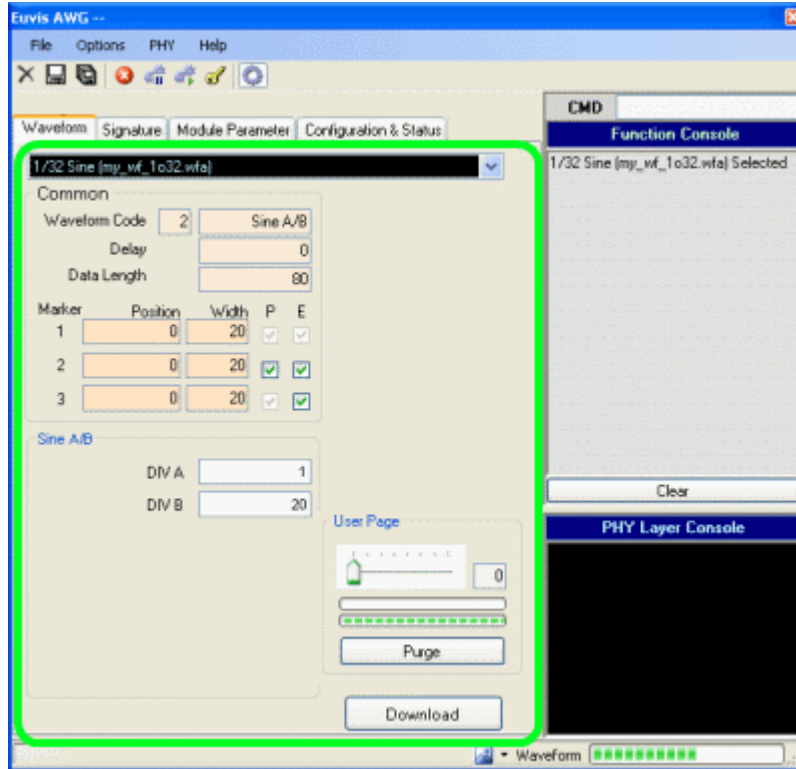 Euvis AWG --
File Options PHY Help
CMD
Waveform Signature Module Parameter Configuration & Status
Function Console
1/32 Sine (my_wf_1o32.wfa)
1/32 Sine (my_wf_1o32.wfa) Selected
Common
Waveform Code 2 Sine A/B
Delay 0
Data Length 80
Marker Position Width P E
1 0 20
2 0 20
3 0 20
Sine A/B
DIV A 1
DIV B 20
Clear
User Page
PHY Layer Console
0
Purge
Download
Waveform